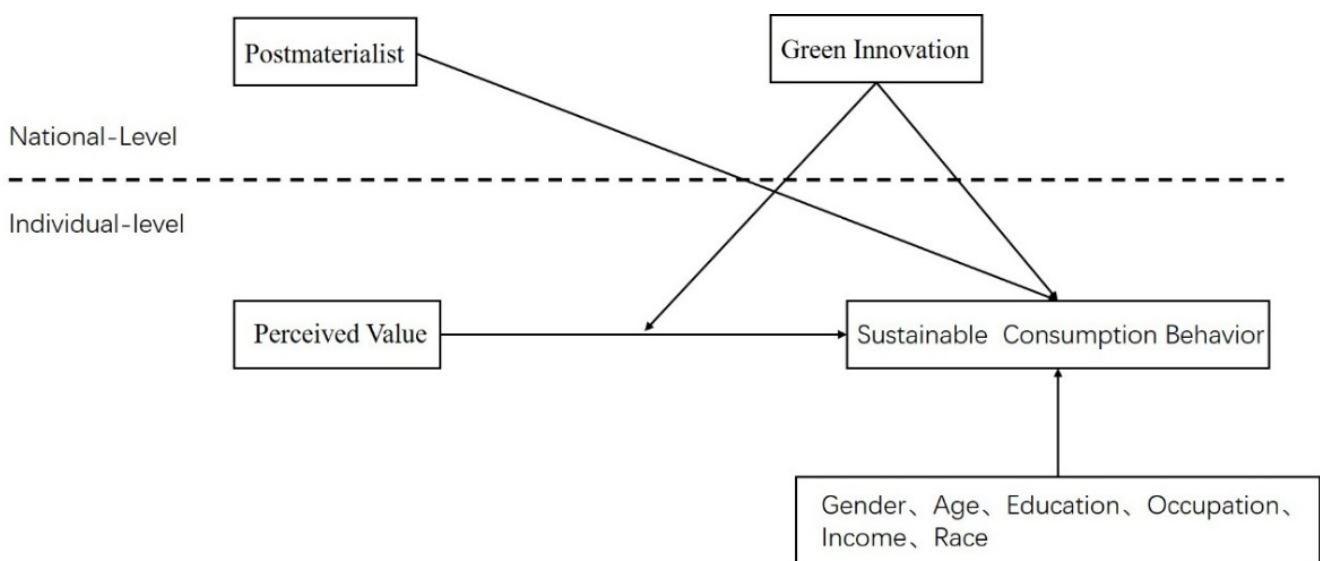 Postmaterialist
Green Innovation
National-Level
Individual-level
Perceived Value
Sustainable Consumption Behavior
Gender、Age、Education、Occupation、
Income、Race